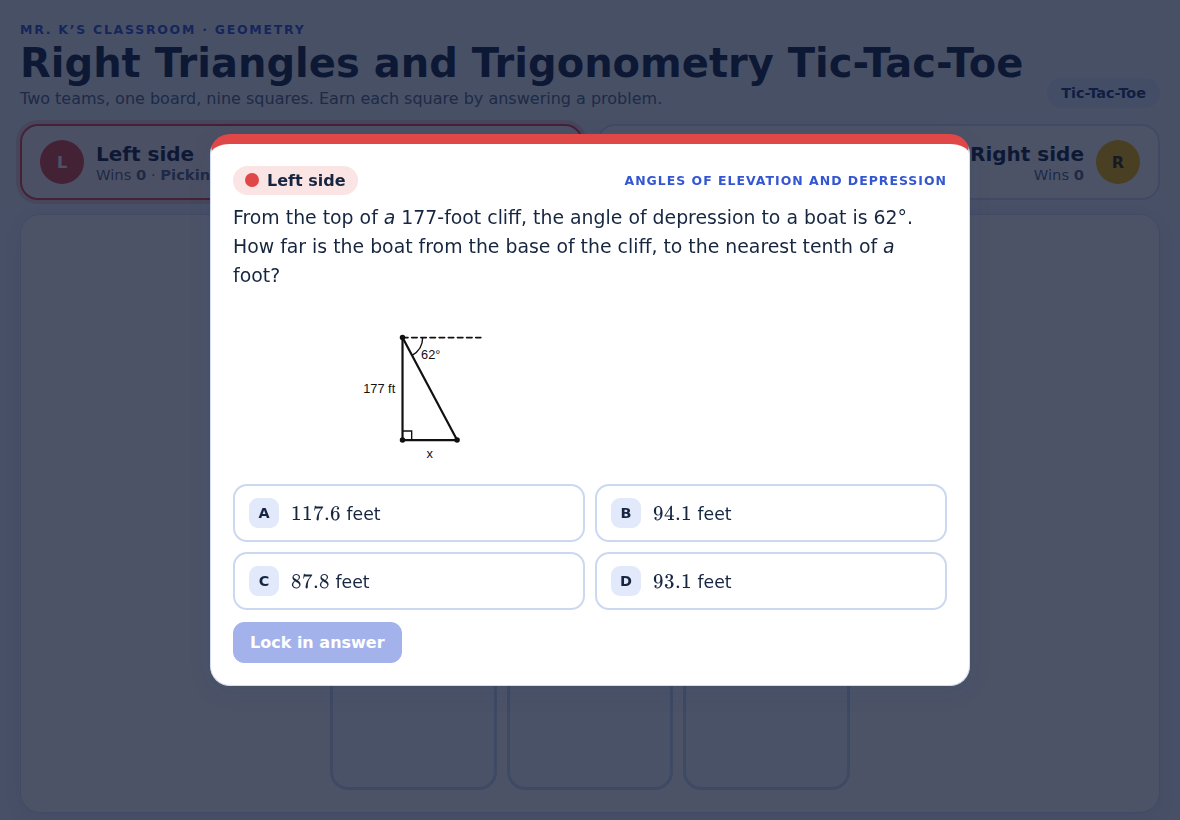 MR. K'S CLASSROOM · GEOMETRY
Right Triangles and Trigonometry Tic-Tac-Toe
Two teams, one board, nine squares. Earn each square by answering a problem.
Tic-Tac-Toe
L
Left side
Wins 0 · Pickin
Right side
Wins 0
R
Left side
ANGLES OF ELEVATION AND DEPRESSION
From the top of a 177-foot cliff, the angle of depression to a boat is 62°.
How far is the boat from the base of the cliff, to the nearest tenth of a
foot?
62°
177 ft
x
A 117.6 feet
B 94.1 feet
C 87.8 feet
D 93.1 feet
Lock in answer